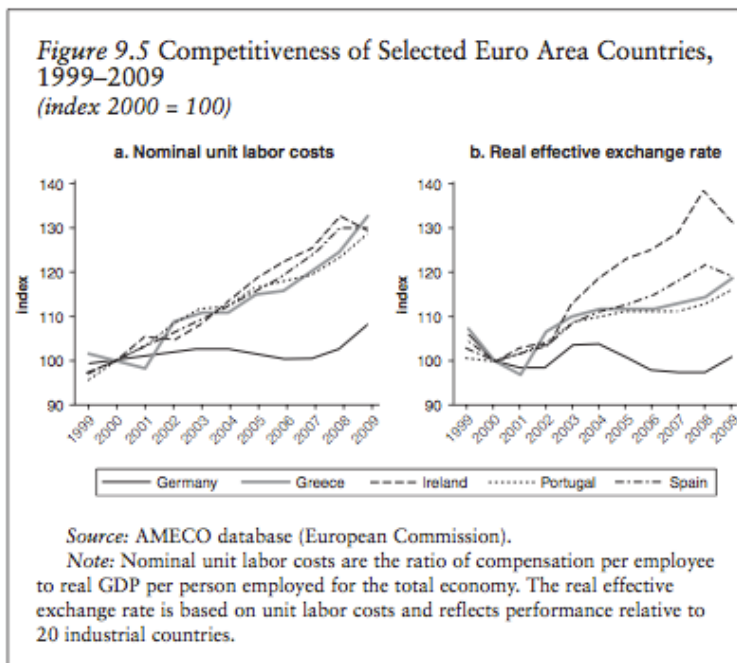 Figure 9.5 Competitiveness of Selected Euro Area Countries,
1999–2009
(index 2000 = 100)
a. Nominal unit labor costs
b. Real effective exchange rate
140
130
120
110
100
90
Index
1999
2000
2001
2002
2003
2004
2005
2006
2007
2008
2009
140
130
120
110
100
90
Index
1999
2000
2001
2002
2003
2004
2005
2006
2007
2008
2009
Germany Greece Ireland Portugal Spain
Source: AMECO database (European Commission).
Note: Nominal unit labor costs are the ratio of compensation per employee
to real GDP per person employed for the total economy. The real effective
exchange rate is based on unit labor costs and reflects performance relative to
20 industrial countries.